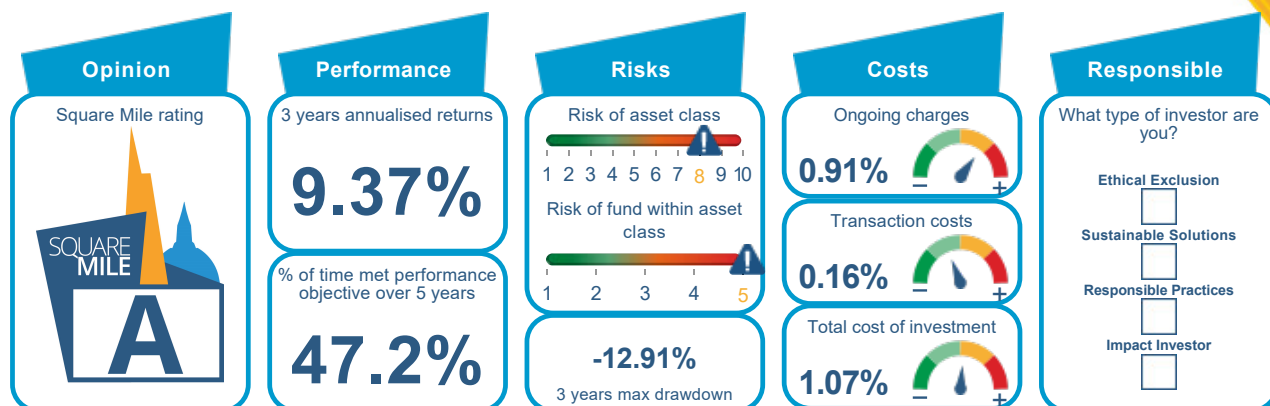 Opinion
Square Mile rating
SQUARE
MILE
A
Performance
3 years annualised returns
9.37%
% of time met performance
objective over 5 years
47.2%
Risks
Risk of asset class
1 2 3 4 5 6 7 8 9 10
Risk of fund within asset
class
1 2 3 4 5
-12.91%
3 years max drawdown
Costs
Ongoing charges
0.91%
− +
Transaction costs
0.16%
− +
Total cost of investment
1.07%
− +
Responsible
What type of investor are
you?
Ethical Exclusion
Sustainable Solutions
Responsible Practices
Impact Investor